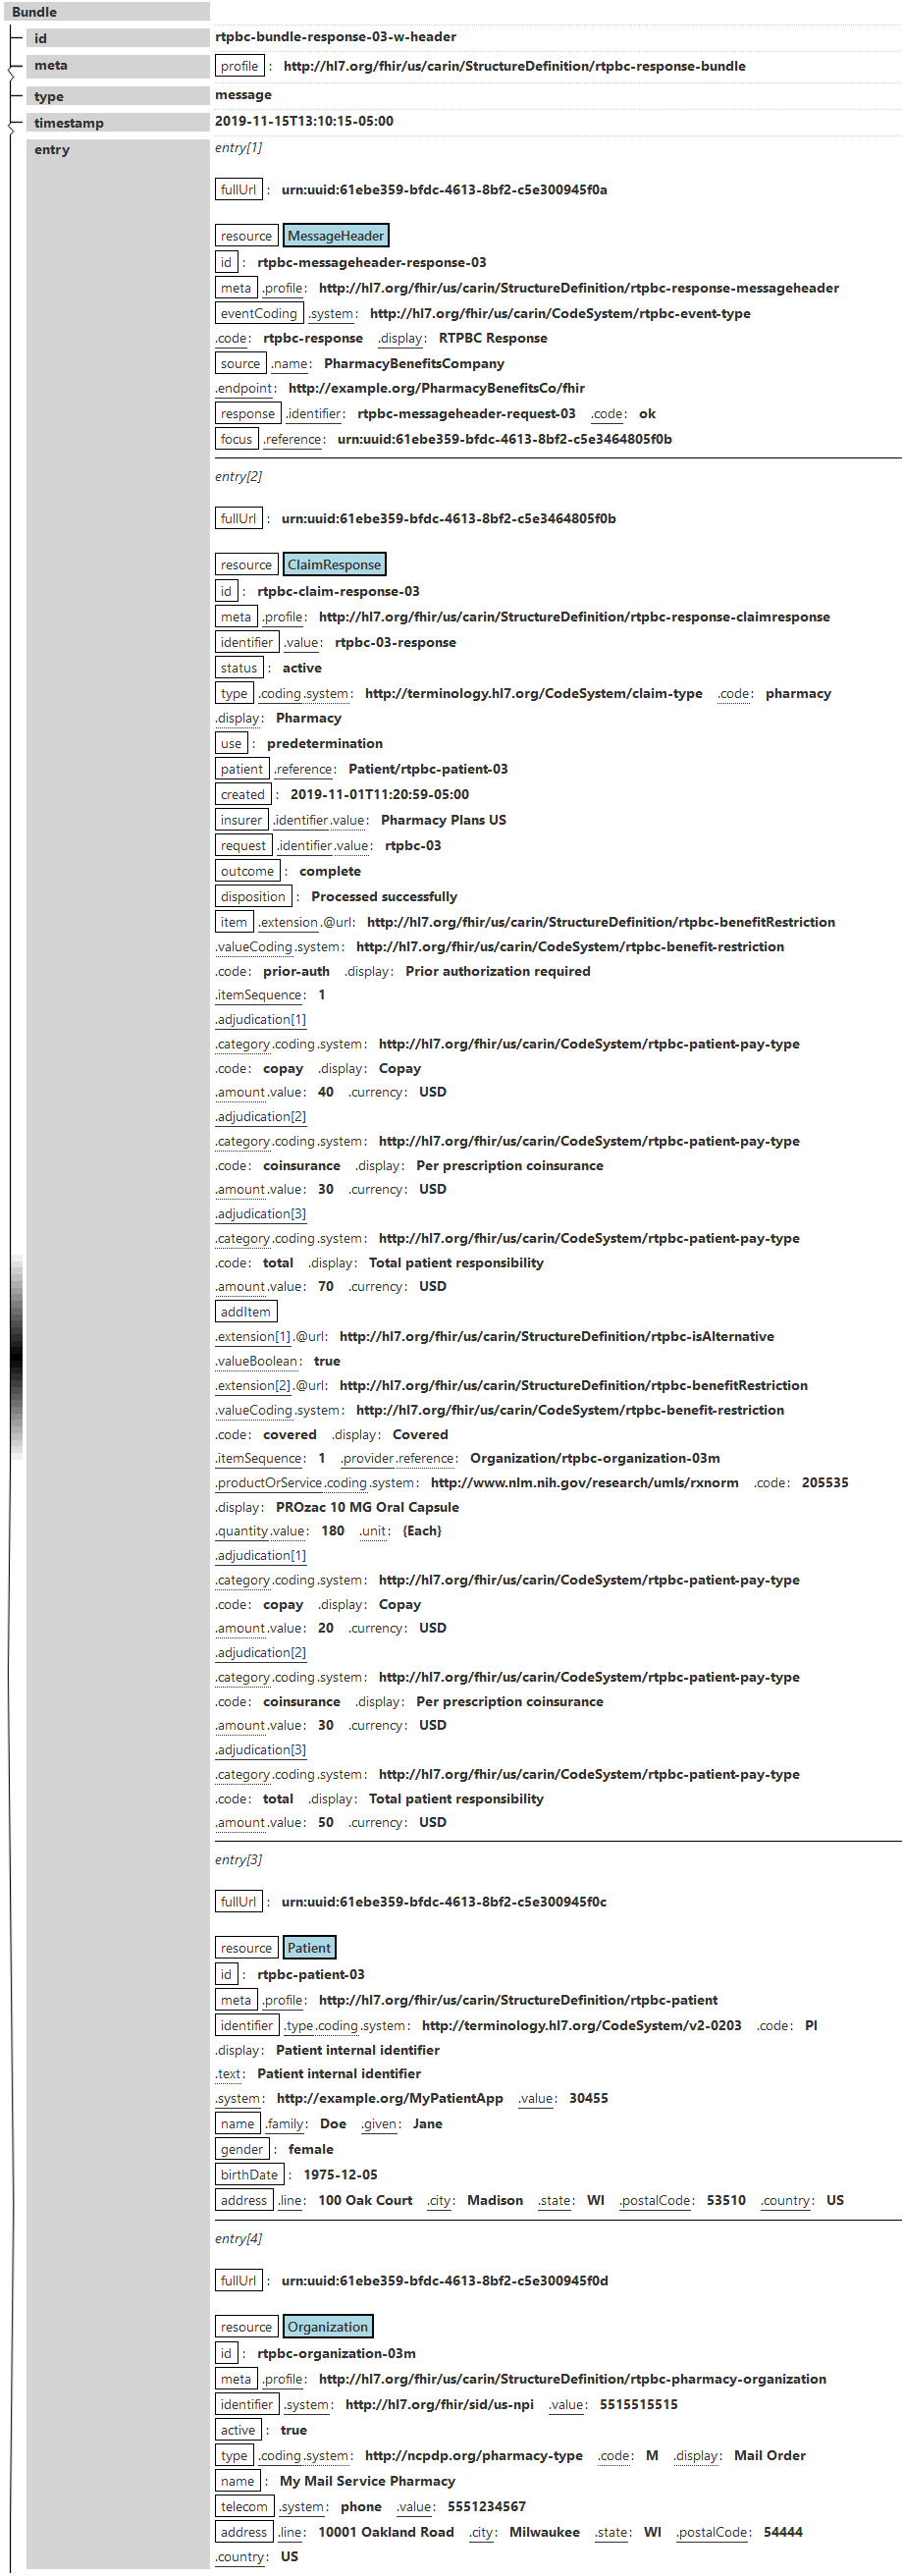 Bundle
id rtpbc-bundle-response-03-w-header
meta profile : http://hl7.org/fhir/us/carin/StructureDefinition/rtpbc-response-bundle
type message
timestamp 2019-11-15T13:10:15-05:00
entry entry[1]
fullUrl : urn:uuid:61ebe359-bfdc-4613-8bf2-c5e300945f0a
resource MessageHeader
id : rtpbc-messageheader-response-03
meta .profile: http://hl7.org/fhir/us/carin/StructureDefinition/rtpbc-response-messageheader
eventCoding .system: http://hl7.org/fhir/us/carin/CodeSystem/rtpbc-event-type
.code: rtpbc-response .display: RTPBC Response
source .name: PharmacyBenefitsCompany
.endpoint: http://example.org/PharmacyBenefitsCo/fhir
response .identifier: rtpbc-messageheader-request-03 .code: ok
focus .reference: urn:uuid:61ebe359-bfdc-4613-8bf2-c5e3464805f0b
entry[2]
fullUrl : urn:uuid:61ebe359-bfdc-4613-8bf2-c5e3464805f0b
resource ClaimResponse
id : rtpbc-claim-response-03
meta .profile: http://hl7.org/fhir/us/carin/StructureDefinition/rtpbc-response-claimresponse
identifier .value: rtpbc-03-response
status : active
type .coding.system: http://terminology.hl7.org/CodeSystem/claim-type .code: pharmacy
.display: Pharmacy
use : predetermination
patient .reference: Patient/rtpbc-patient-03
created : 2019-11-01T11:20:59-05:00
insurer .identifier.value: Pharmacy Plans US
request .identifier.value: rtpbc-03
outcome : complete
disposition : Processed successfully
item .extension.@url: http://hl7.org/fhir/us/carin/StructureDefinition/rtpbc-benefitRestriction
.valueCoding.system: http://hl7.org/fhir/us/carin/CodeSystem/rtpbc-benefit-restriction
.code: prior-auth .display: Prior authorization required
.itemSequence: 1
.adjudication[1]
.category.coding.system: http://hl7.org/fhir/us/carin/CodeSystem/rtpbc-patient-pay-type
.code: copay .display: Copay
.amount.value: 40 .currency: USD
.adjudication[2]
.category.coding.system: http://hl7.org/fhir/us/carin/CodeSystem/rtpbc-patient-pay-type
.code: coinsurance .display: Per prescription coinsurance
.amount.value: 30 .currency: USD
.adjudication[3]
.category.coding.system: http://hl7.org/fhir/us/carin/CodeSystem/rtpbc-patient-pay-type
.code: total .display: Total patient responsibility
.amount.value: 70 .currency: USD
addItem
.extension[1].@url: http://hl7.org/fhir/us/carin/StructureDefinition/rtpbc-isAlternative
.valueBoolean: true
.extension[2].@url: http://hl7.org/fhir/us/carin/StructureDefinition/rtpbc-benefitRestriction
.valueCoding.system: http://hl7.org/fhir/us/carin/CodeSystem/rtpbc-benefit-restriction
.code: covered .display: Covered
.itemSequence: 1 .provider.reference: Organization/rtpbc-organization-03m
.productOrService.coding.system: http://www.nlm.nih.gov/research/umls/rxnorm .code: 205535
.display: PROzac 10 MG Oral Capsule
.quantity.value: 180 .unit: {Each}
.adjudication[1]
.category.coding.system: http://hl7.org/fhir/us/carin/CodeSystem/rtpbc-patient-pay-type
.code: copay .display: Copay
.amount.value: 20 .currency: USD
.adjudication[2]
.category.coding.system: http://hl7.org/fhir/us/carin/CodeSystem/rtpbc-patient-pay-type
.code: coinsurance .display: Per prescription coinsurance
.amount.value: 30 .currency: USD
.adjudication[3]
.category.coding.system: http://hl7.org/fhir/us/carin/CodeSystem/rtpbc-patient-pay-type
.code: total .display: Total patient responsibility
.amount.value: 50 .currency: USD
entry[3]
fullUrl : urn:uuid:61ebe359-bfdc-4613-8bf2-c5e300945f0c
resource Patient
id : rtpbc-patient-03
meta .profile: http://hl7.org/fhir/us/carin/StructureDefinition/rtpbc-patient
identifier .type.coding.system: http://terminology.hl7.org/CodeSystem/v2-0203 .code: PI
.display: Patient internal identifier
.text: Patient internal identifier
.system: http://example.org/MyPatientApp .value: 30455
name .family: Doe .given: Jane
gender : female
birthDate : 1975-12-05
address .line: 100 Oak Court .city: Madison .state: WI .postalCode: 53510 .country: US
entry[4]
fullUrl : urn:uuid:61ebe359-bfdc-4613-8bf2-c5e300945f0d
resource Organization
id : rtpbc-organization-03m
meta .profile: http://hl7.org/fhir/us/carin/StructureDefinition/rtpbc-pharmacy-organization
identifier .system: http://hl7.org/fhir/sid/us-npi .value: 5515515515
active : true
type .coding.system: http://ncpdp.org/pharmacy-type .code: M .display: Mail Order
name : My Mail Service Pharmacy
telecom .system: phone .value: 5551234567
address .line: 10001 Oakland Road .city: Milwaukee .state: WI .postalCode: 54444
.country: US